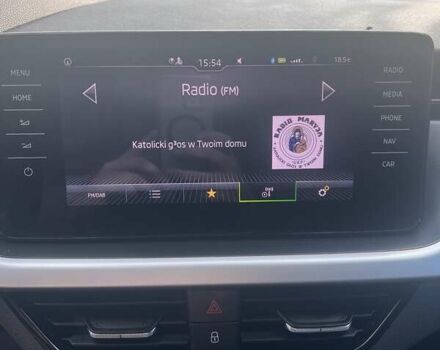 15:54
18.5c
MENU
HOME
RADIO
MEDIA
PHONE
NAV
CAR
Radio (FM)
Katolicki g³os w Twoim domu
RADIO MARYJA
FM/DAB